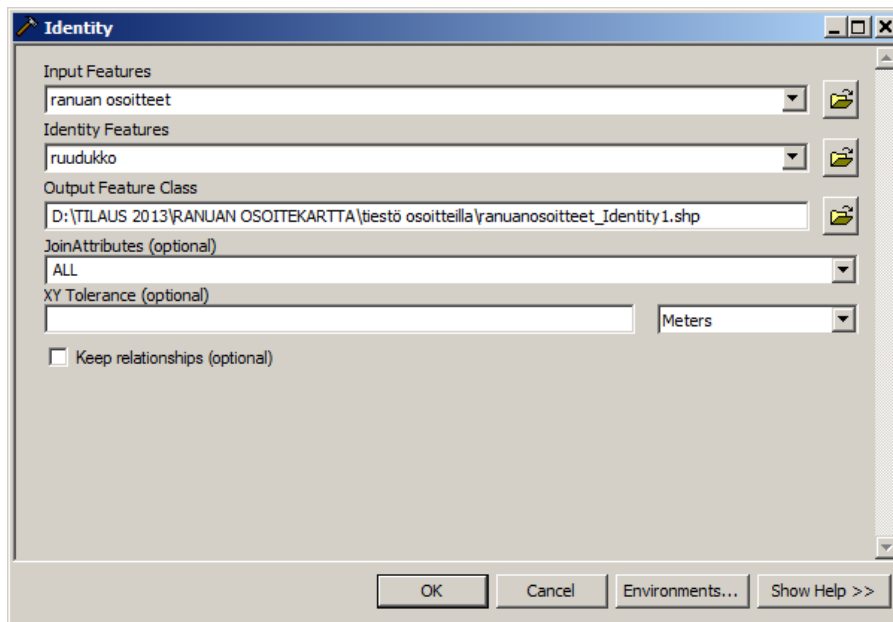 Identity
Input Features
ranuan osoitteet
Identity Features
ruudukko
Output Feature Class
D:\TILAUS 2013\RANUAN OSOITEKARTTA\tiestö osoitteilla\ranuanosoitteet_Identity1.shp
JoinAttributes (optional)
ALL
XY Tolerance (optional)
Meters
Keep relationships (optional)
OK Cancel Environments... Show Help >>